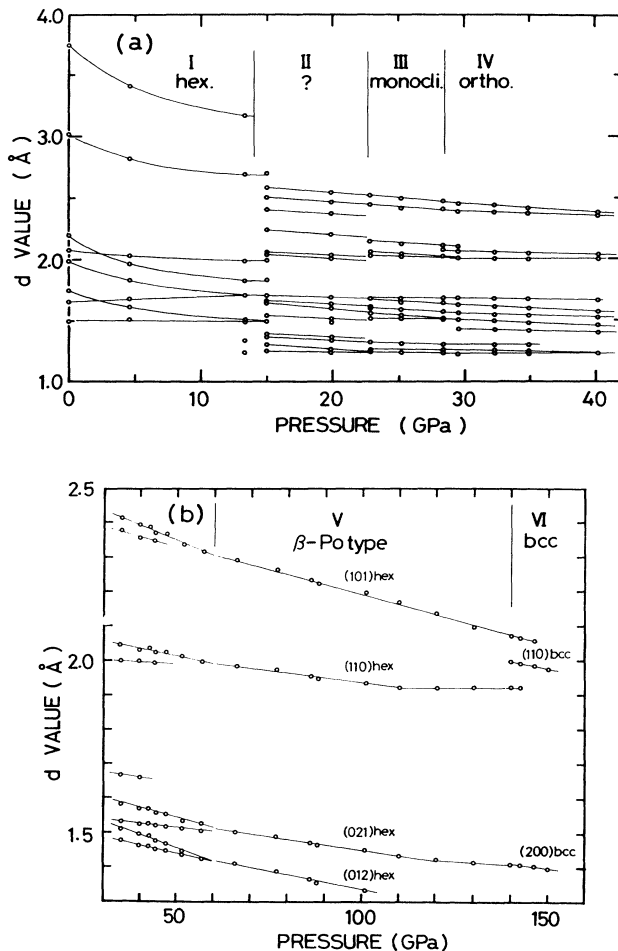 (a)
I II III IV
hex. ? monocli. ortho.
4.0
3.0
2.0
1.0
d VALUE (Å)
0 10 20 30 40
PRESSURE (GPa)
(b)
V VI
β-Po type bcc
2.5
2.0
1.5
d VALUE (Å)
(101)hex
(110)hex
(110)bcc
(021)hex
(200)bcc
(012)hex
50 100 150
PRESSURE (GPa)